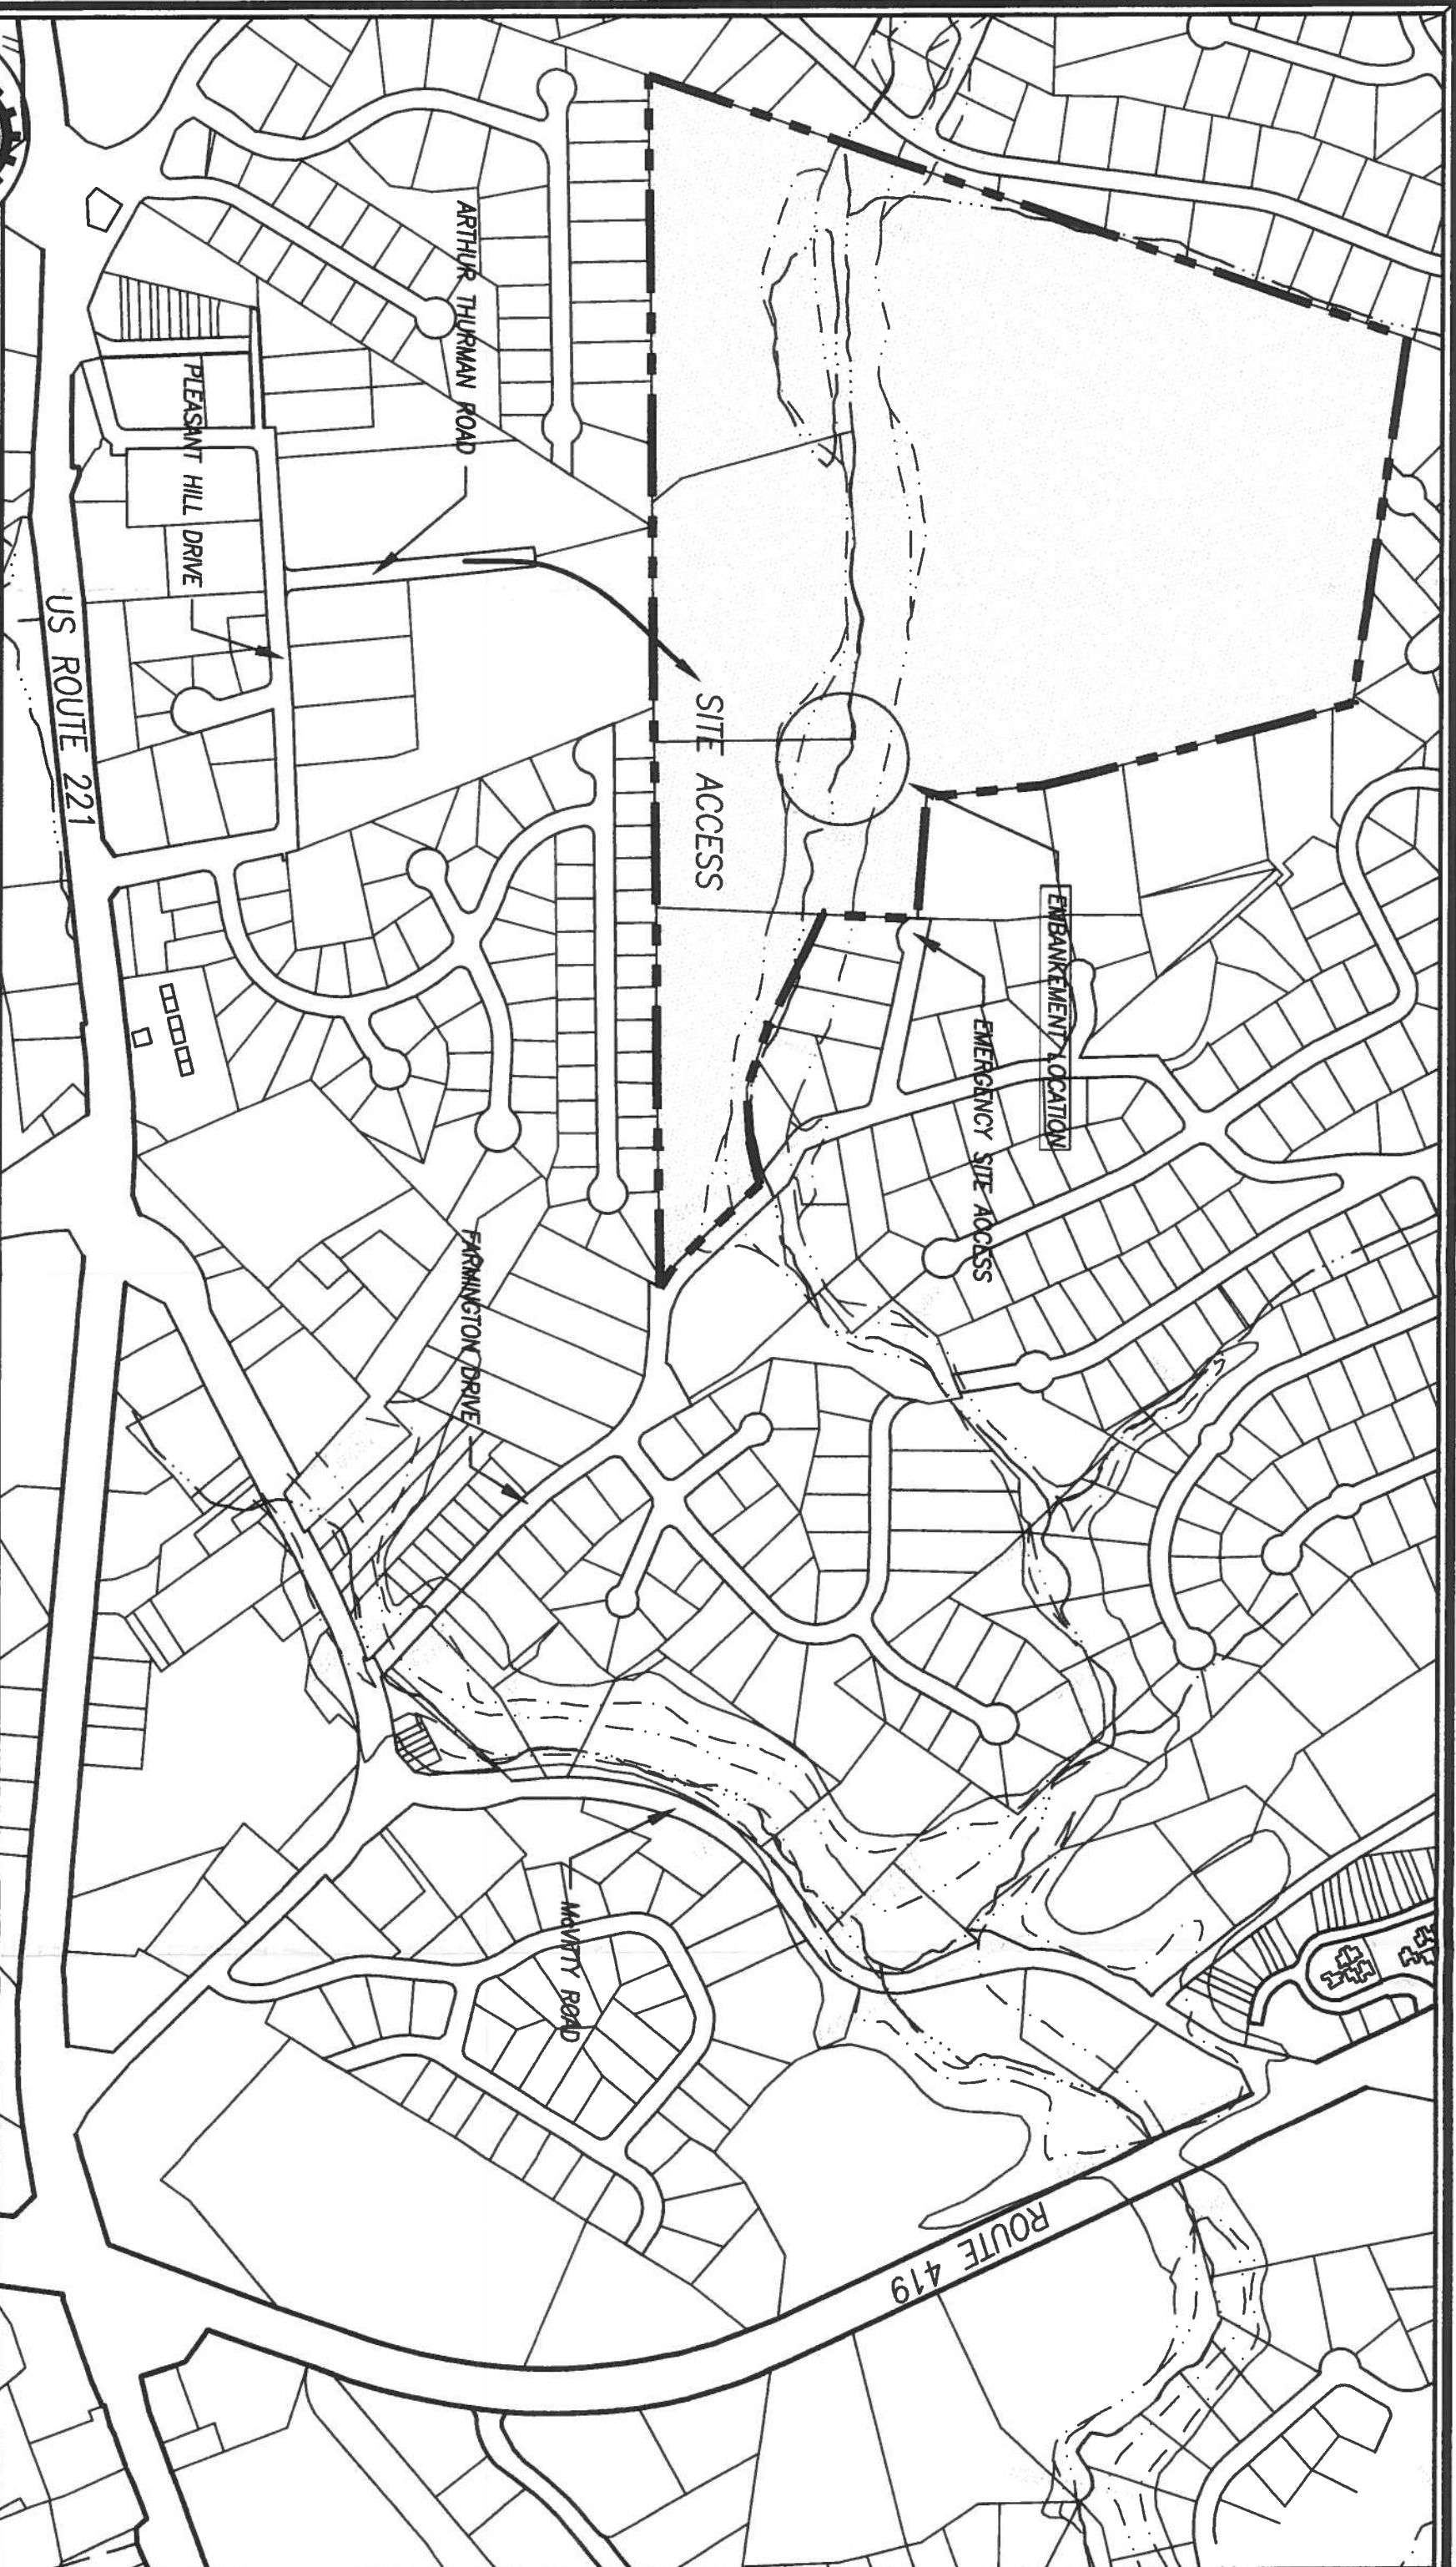 ARTHUR THURMAN ROAD
PLEASANT HILL DRIVE
US ROUTE 221
SITE ACCESS
EMBANKEMENT LOCATION
EMERGENCY SITE ACCESS
FARMINGTON DRIVE
McVITTY ROAD
ROUTE 419